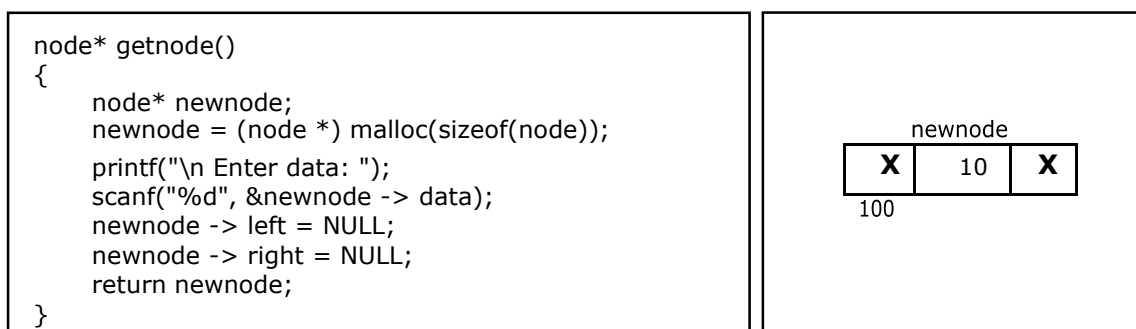 node* getnode()
{
node* newnode;
newnode = (node *) malloc(sizeof(node));
printf("\n Enter data: ");
scanf("%d", &newnode -> data);
newnode -> left = NULL;
newnode -> right = NULL;
return newnode;
}
newnode
X 10 X
100